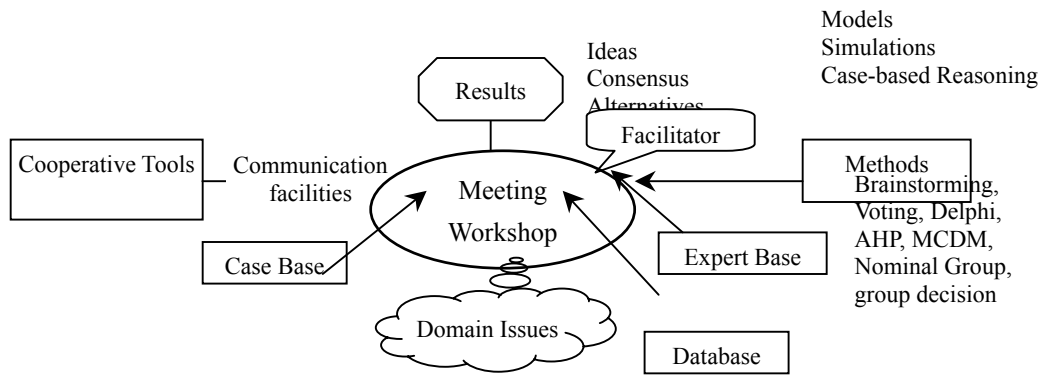 Models
Simulations
Case-based Reasoning
Ideas
Consensus
Alternatives
Results
Facilitator
Cooperative Tools
Communication
facilities
Meeting
Workshop
Methods
Brainstorming,
Voting, Delphi,
AHP, MCDM,
Nominal Group,
group decision
Case Base
Expert Base
Domain Issues
Database